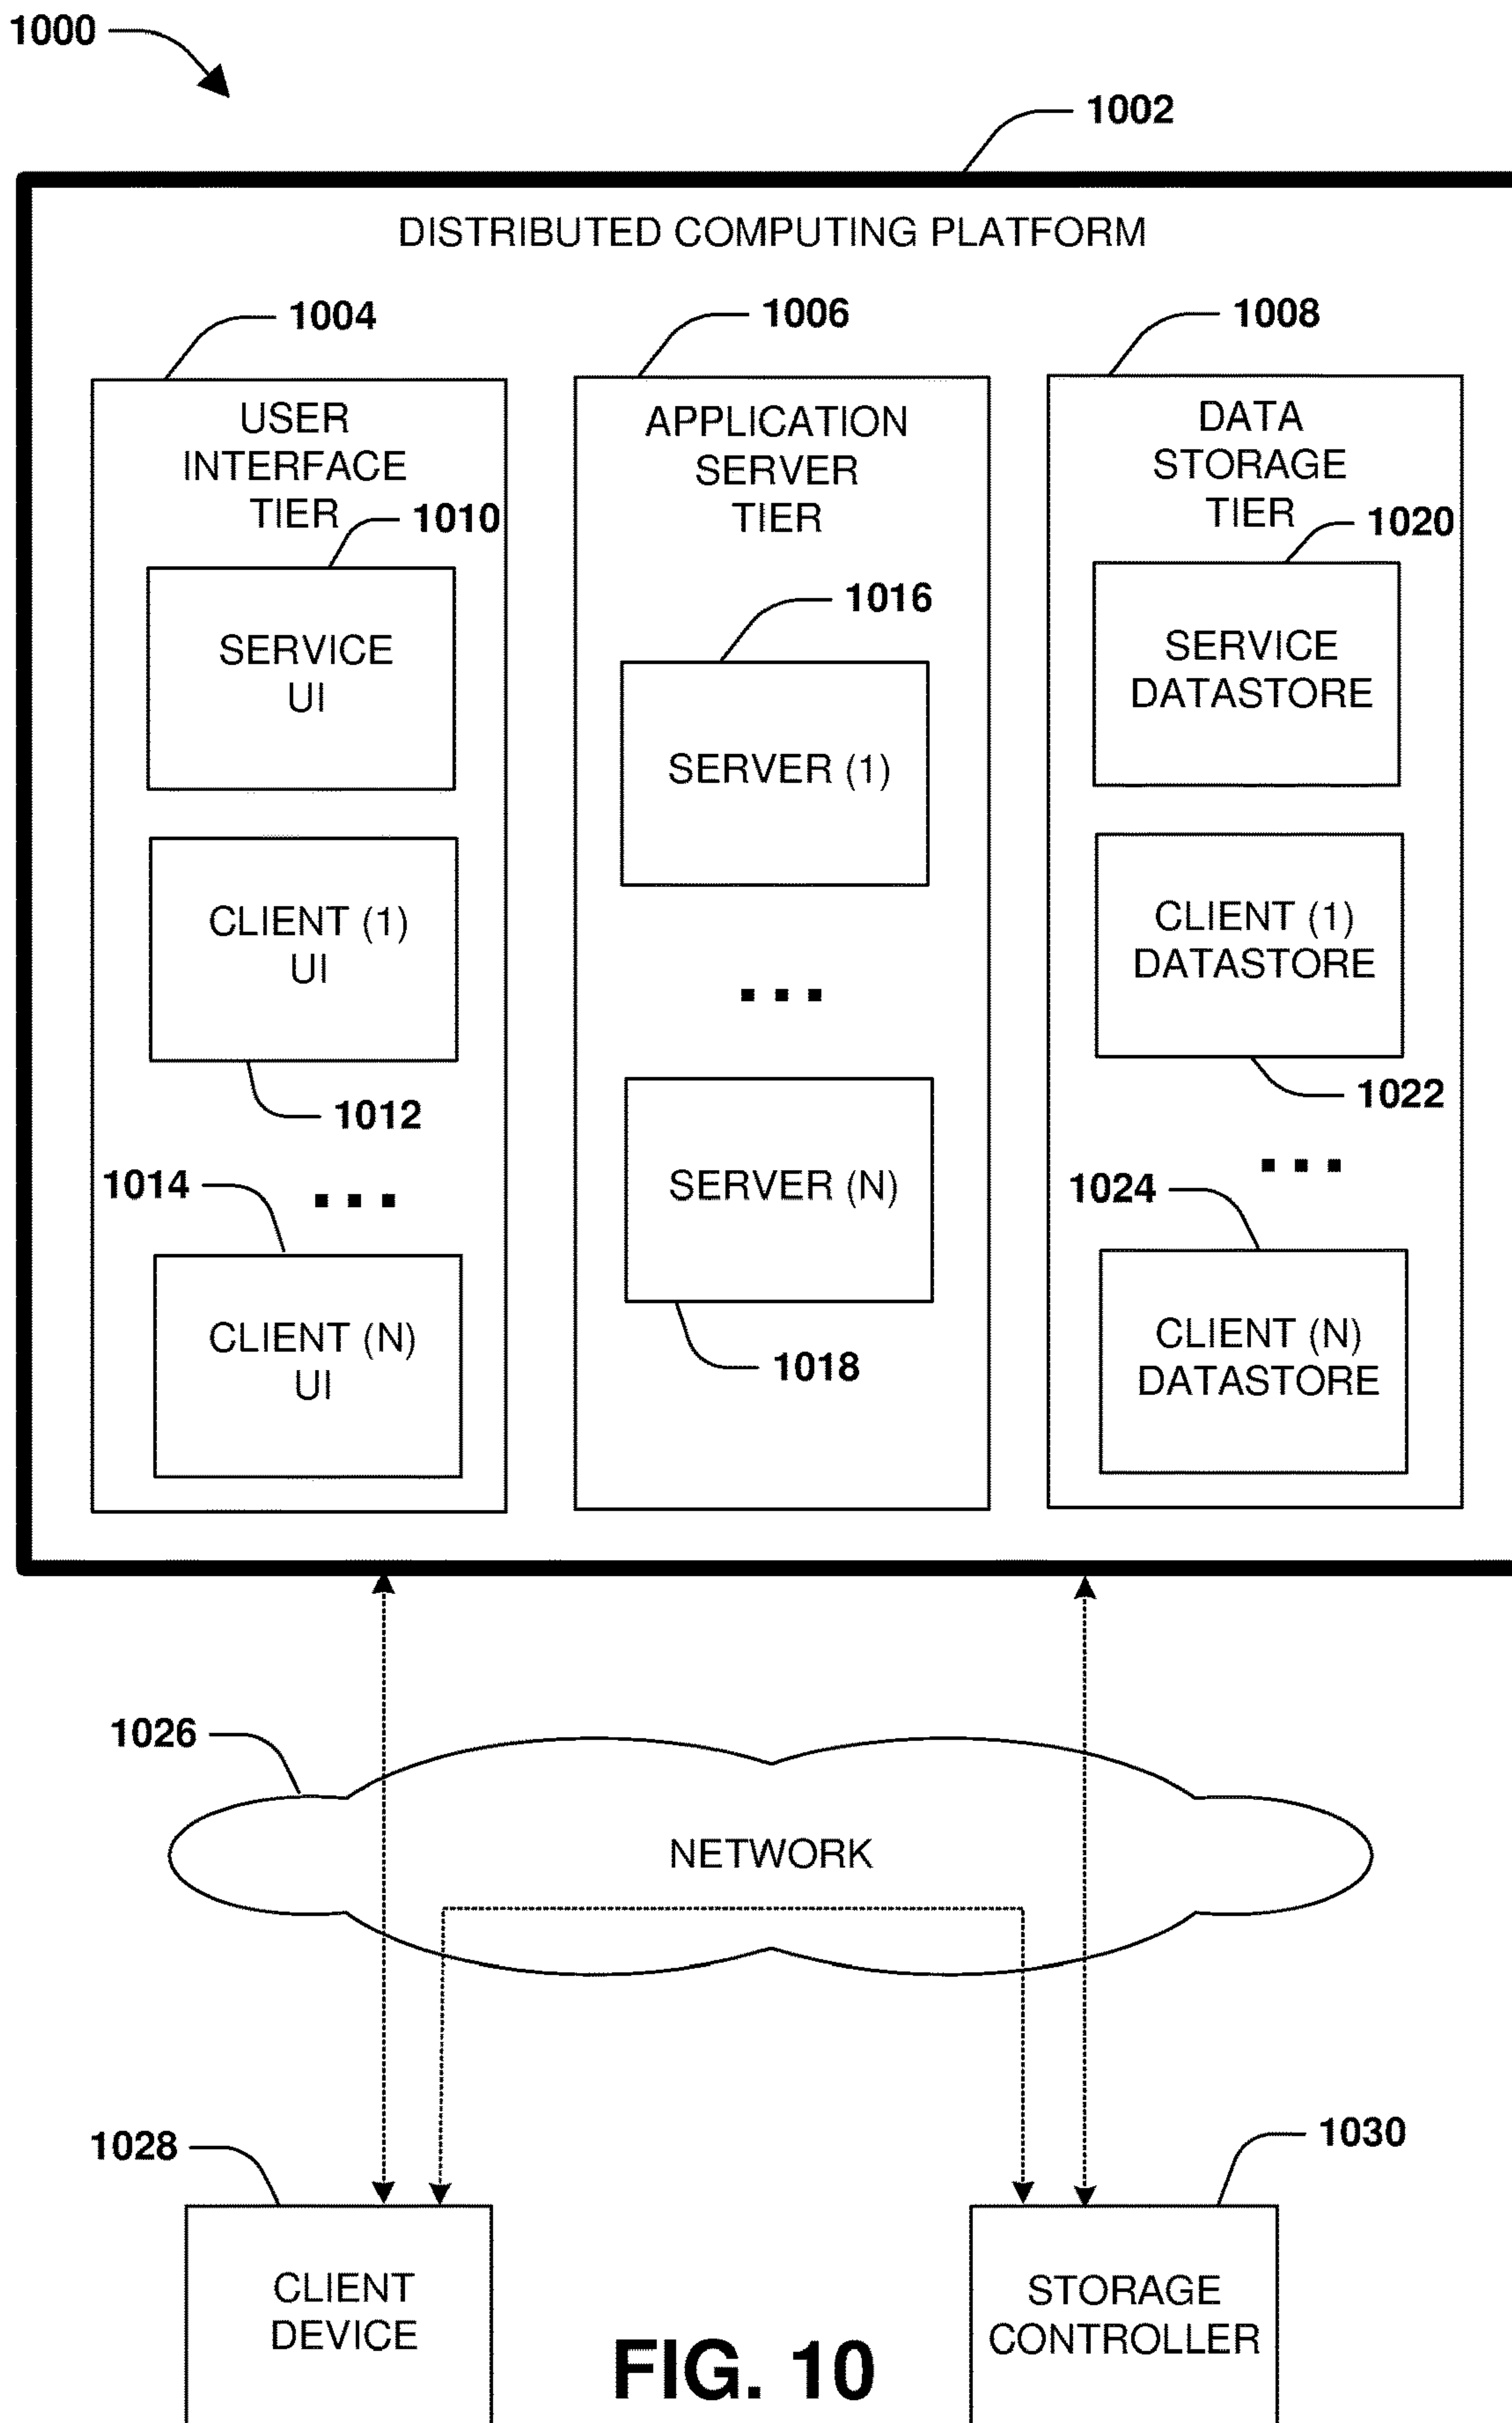 1000
1002
DISTRIBUTED COMPUTING PLATFORM
1004
USER
INTERFACE
TIER
1010
SERVICE
UI
CLIENT (1)
UI
1012
1014
...
CLIENT (N)
UI
1006
APPLICATION
SERVER
TIER
1016
SERVER (1)
...
SERVER (N)
1018
1008
DATA
STORAGE
TIER
1020
SERVICE
DATASTORE
CLIENT (1)
DATASTORE
1022
...
1024
CLIENT (N)
DATASTORE
1026
NETWORK
1028
CLIENT
DEVICE
1030
STORAGE
CONTROLLER
FIG. 10